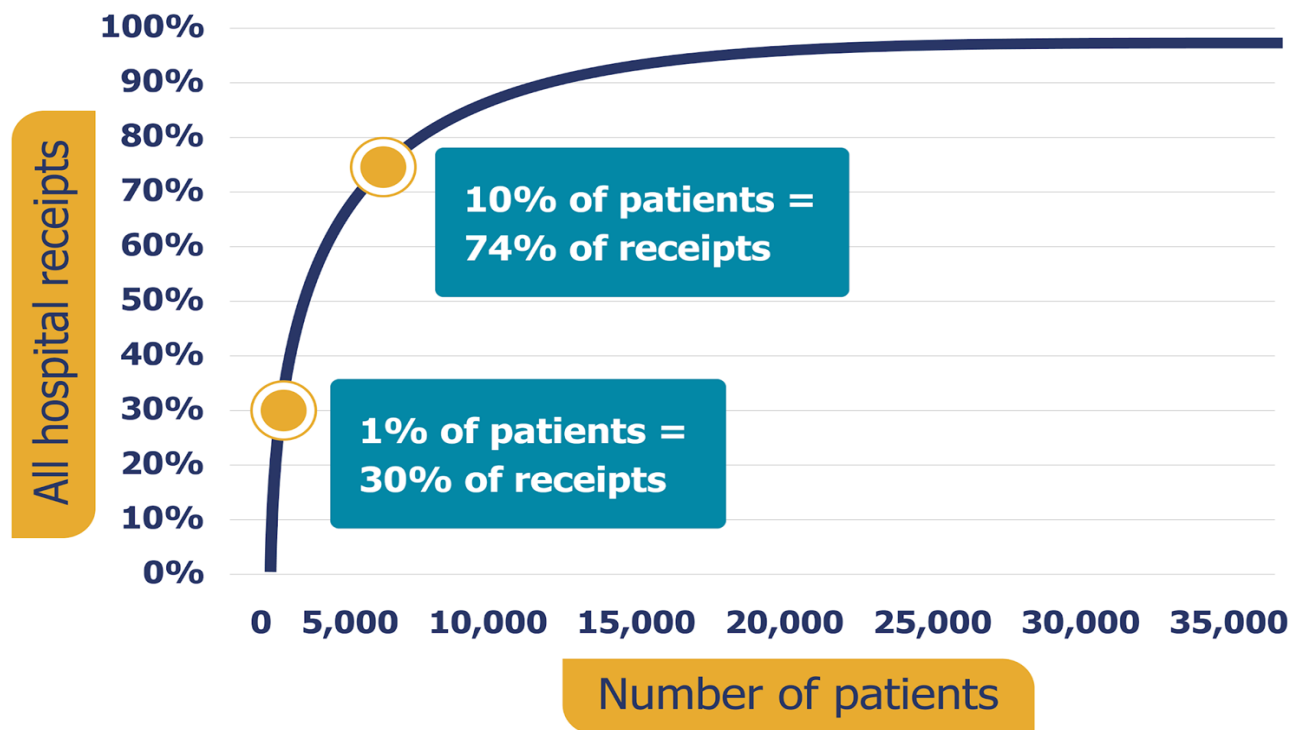 100%
90%
80%
70%
60%
50%
40%
30%
20%
10%
0%
All hospital receipts
10% of patients =
74% of receipts
1% of patients =
30% of receipts
0 5,000 10,000 15,000 20,000 25,000 30,000 35,000
Number of patients